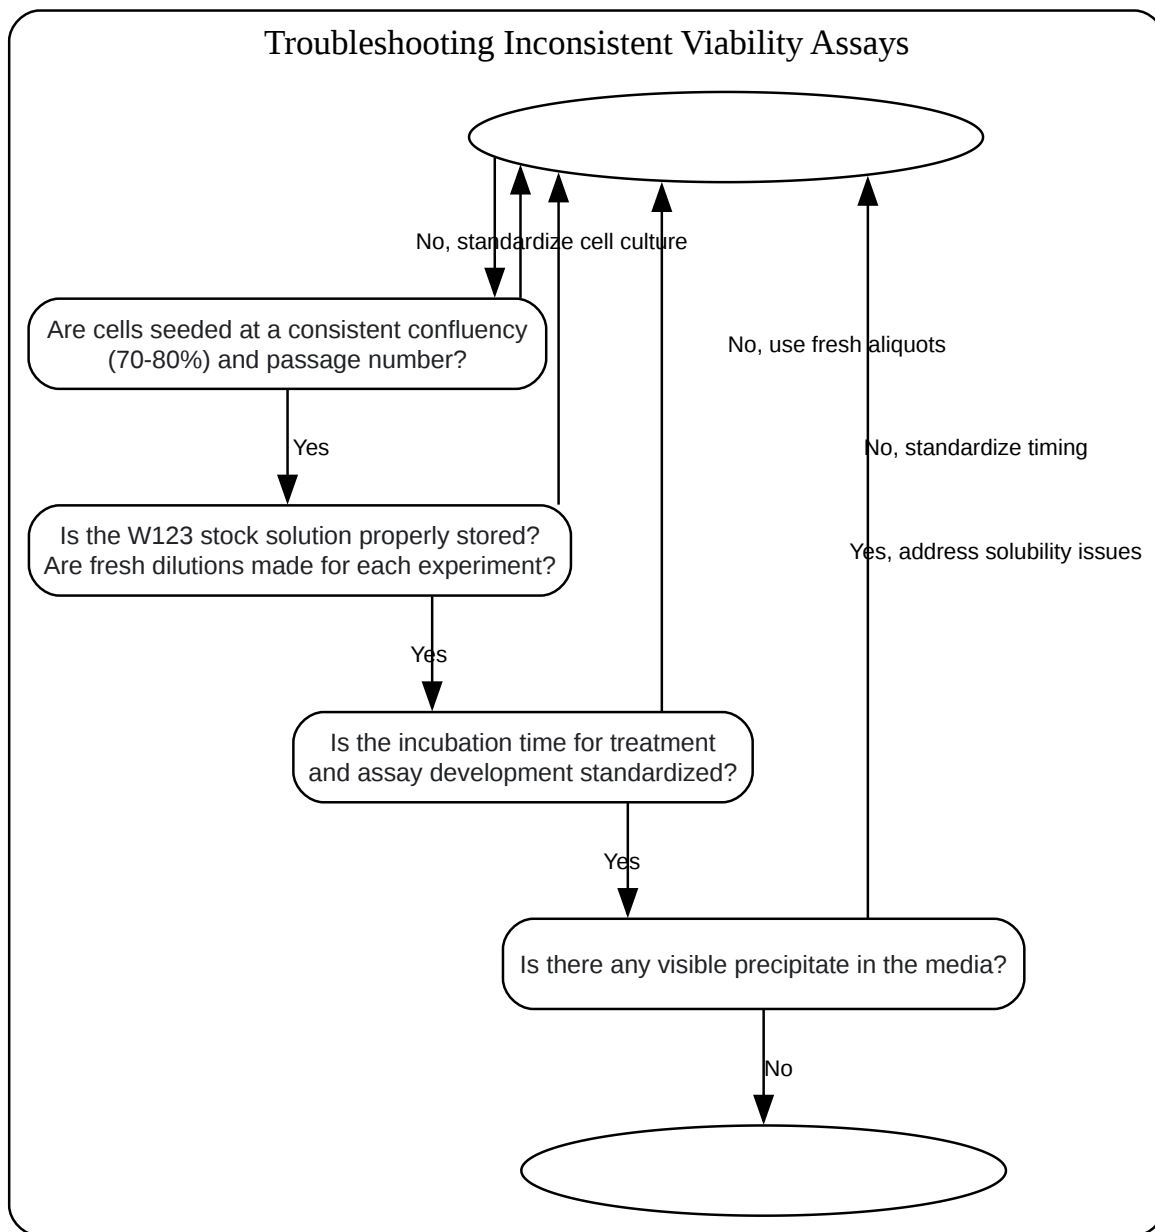 Troubleshooting Inconsistent Viability Assays
No, standardize cell culture
Are cells seeded at a consistent confluency
(70-80%) and passage number?
No, use fresh aliquots
Yes
No, standardize timing
Is the W123 stock solution properly stored?
Are fresh dilutions made for each experiment?
Yes, address solubility issues
Yes
Is the incubation time for treatment
and assay development standardized?
Yes
Is there any visible precipitate in the media?
No